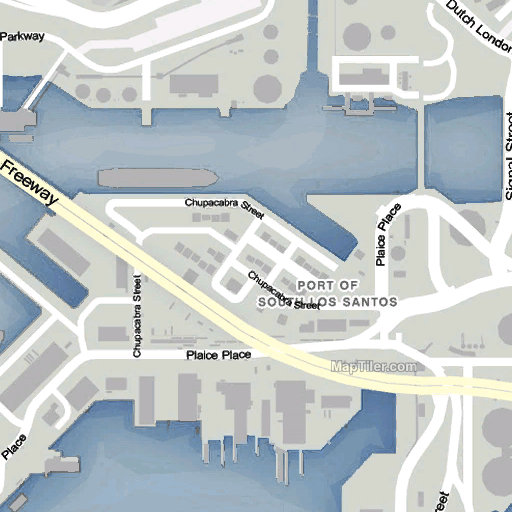 Parkway
Dutch London
Signal Street
Freeway
Chupacabra Street
Plaice Place
Chupacabra Street
PORT OF
SOUTH LOS SANTOS
Chupacabra Street
Plaice Place
MapTiler.com
Place